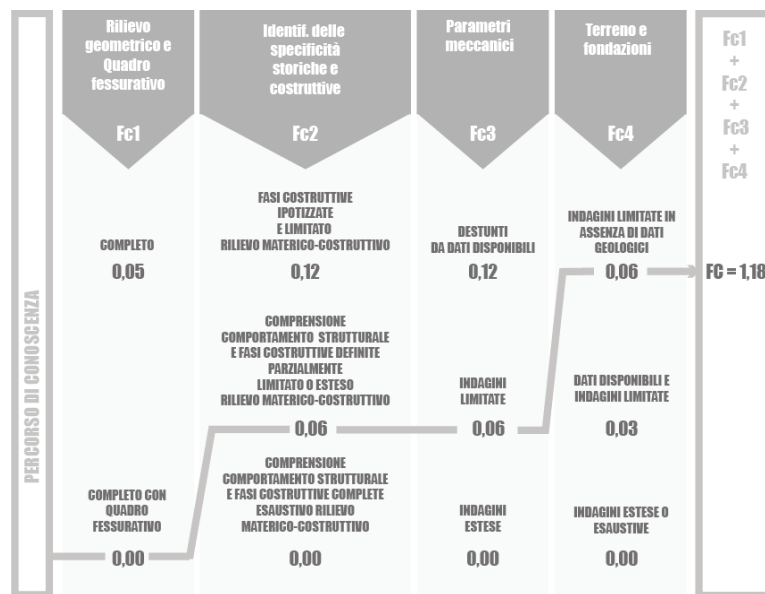 Rilievo
geometrico e
Quadro
fessurativo
Fc1
Identif. delle
specificità
storiche e
costruttive
Fc2
Parametri
meccanici
Fc3
Terreno e
fondazioni
Fc4
Fc1
+
Fc2
+
Fc3
+
Fc4
PERCORSO DI CONOSCENZA
COMPLETO
0,05
FASI COSTRUTTIVE
IPOTIZZATE
E LIMITATO
RILIEVO MATERICO-COSTRUTTIVO
0,12
DESTUNTI
DA DATI DISPONIBILI
0,12
INDAGINI LIMITATE IN
ASSENZA DI DATI
GEOLOGICI
0,06
FC = 1,18
COMPRENSIONE
COMPORTAMENTO STRUTTURALE
E FASI COSTRUTTIVE DEFINITE
PARZIALMENTE
LIMITATO O ESTESO
RILIEVO MATERICO-COSTRUTTIVO
0,06
INDAGINI
LIMITATE
0,06
DATI DISPONIBILI E
INDAGINI LIMITATE
0,03
COMPLETO CON
QUADRO
FESSURATIVO
0,00
COMPRENSIONE
COMPORTAMENTO STRUTTURALE
E FASI COSTRUTTIVE COMPLETE
ESAUSTIVO RILIEVO
MATERICO-COSTRUTTIVO
0,00
INDAGINI
ESTESE
0,00
INDAGINI ESTESE O
ESAUSTIVE
0,00